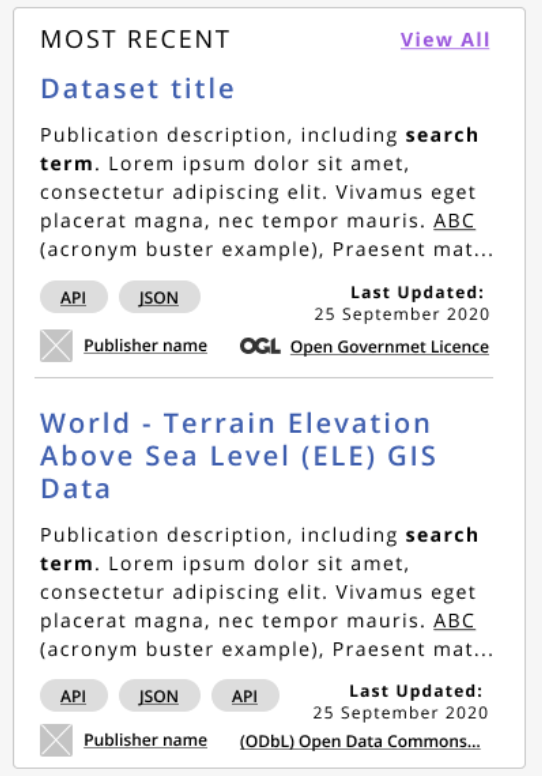 MOST RECENT View All
Dataset title
Publication description, including search
term. Lorem ipsum dolor sit amet,
consectetur adipiscing elit. Vivamus eget
placerat magna, nec tempor mauris. ABC
(acronym buster example), Praesent mat...
API JSON Last Updated:
25 September 2020
Publisher name OGL Open Governmet Licence
World - Terrain Elevation
Above Sea Level (ELE) GIS
Data
Publication description, including search
term. Lorem ipsum dolor sit amet,
consectetur adipiscing elit. Vivamus eget
placerat magna, nec tempor mauris. ABC
(acronym buster example), Praesent mat...
API JSON API Last Updated:
25 September 2020
Publisher name (ODbL) Open Data Commons...